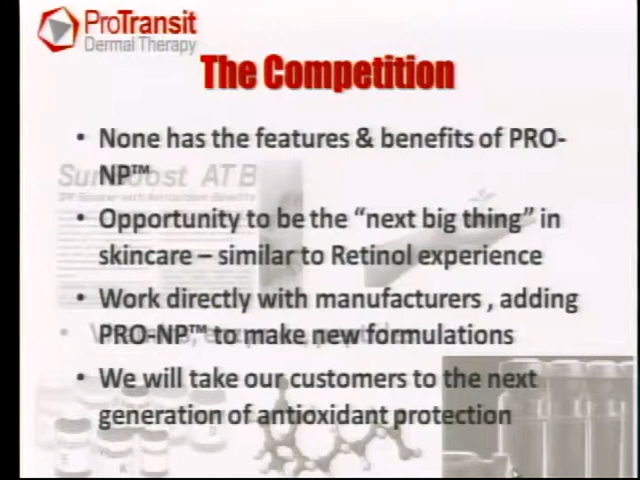 ProTransit
Dermal Therapy
The Competition
• None has the features & benefits of PRO-
NP™
• Opportunity to be the “next big thing” in
skincare – similar to Retinol experience
• Work directly with manufacturers , adding
PRO-NP™ to make new formulations
• We will take our customers to the next
generation of antioxidant protection
ATB